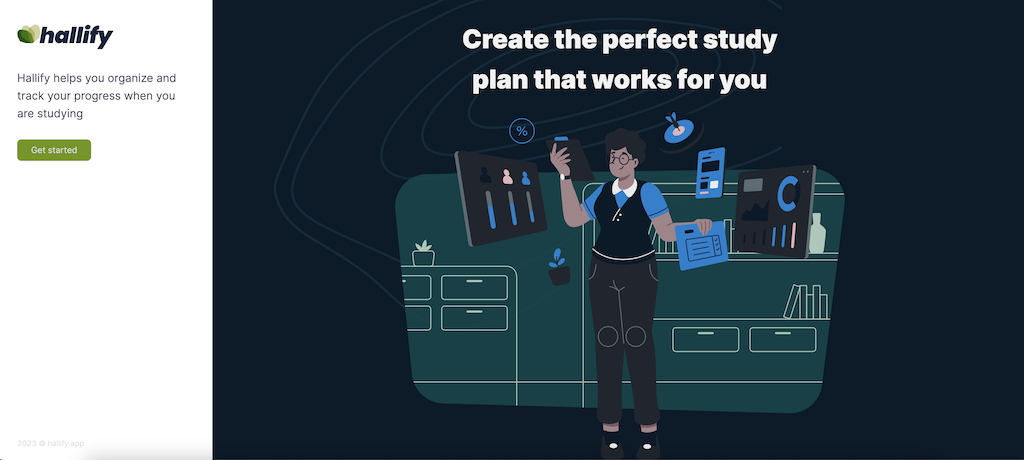 hallify
Hallify helps you organize and
track your progress when you
are studying
Get started
2023 © hallify.app
Create the perfect study
plan that works for you
%